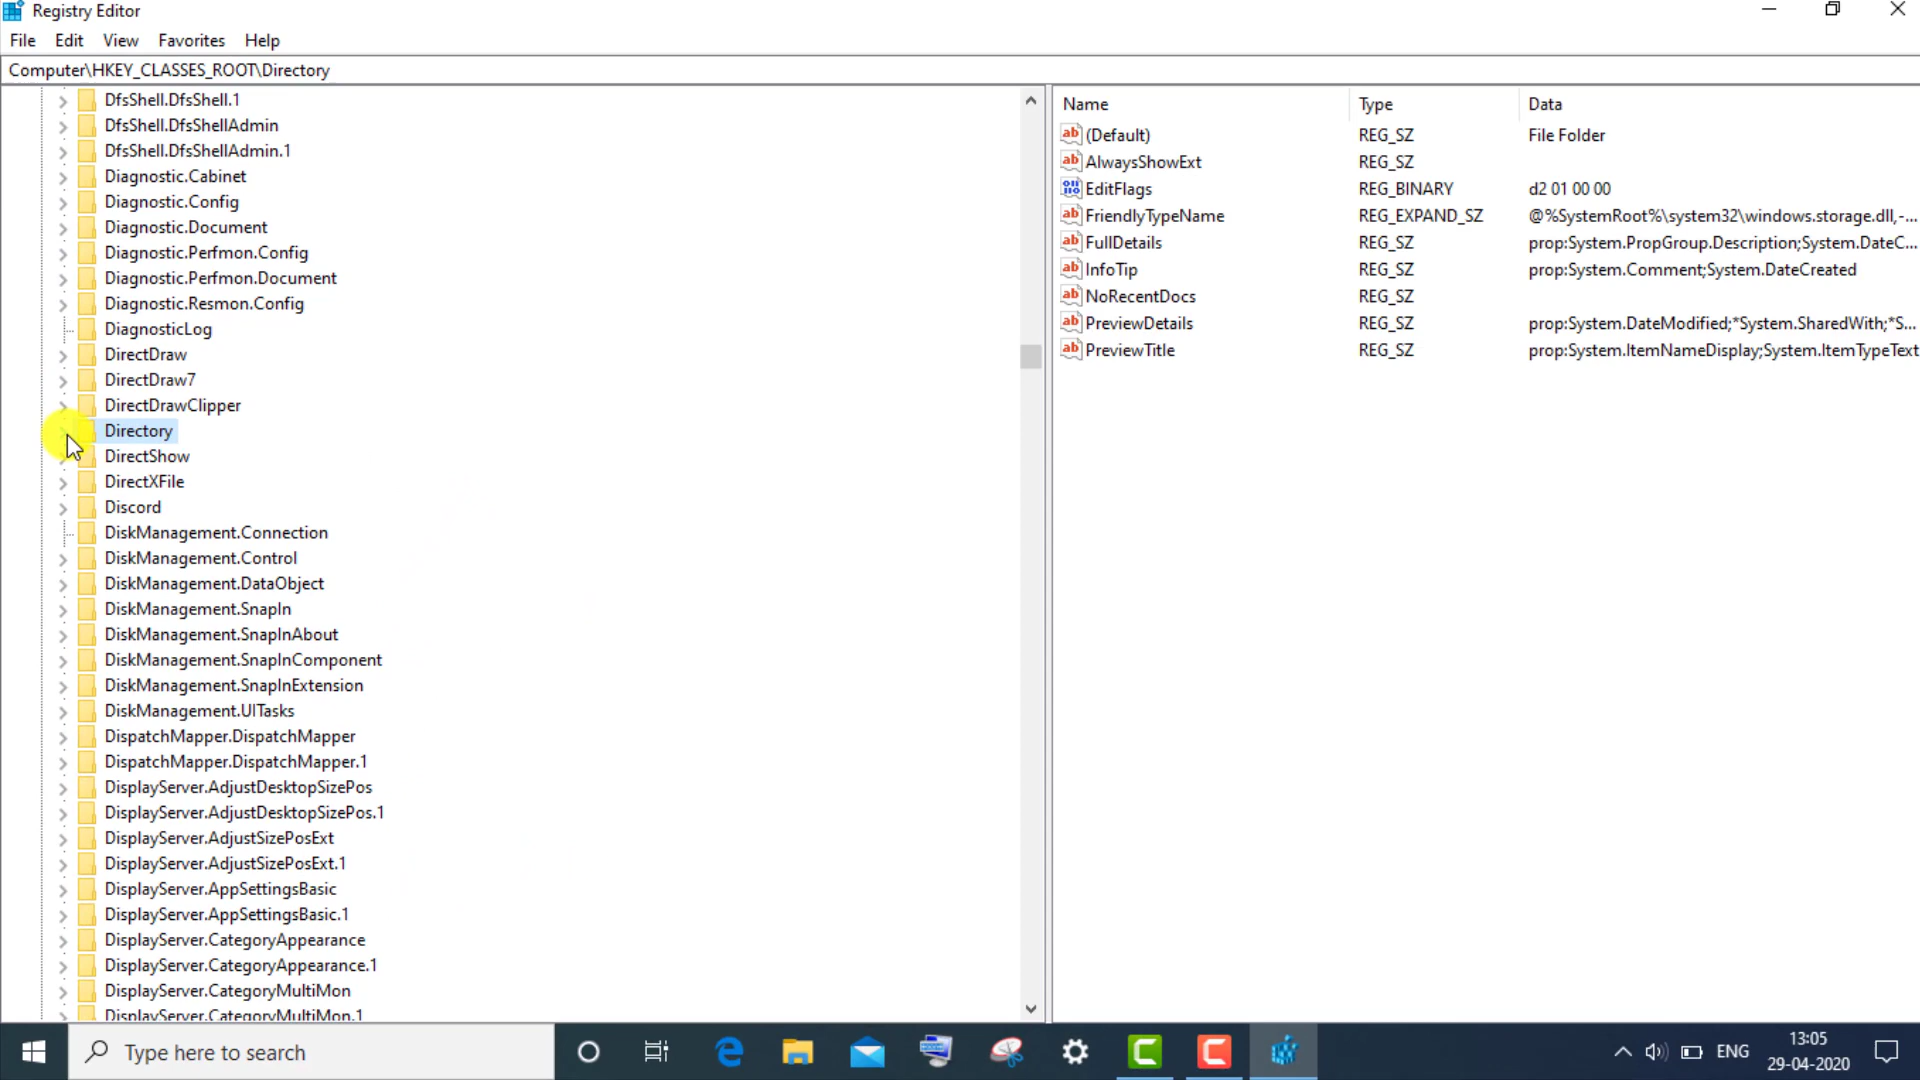 Registry Editor
File Edit View Favorites Help
Computer\HKEY_CLASSES_ROOT\Directory
DfsShell.DfsShell.1
DfsShell.DfsShellAdmin
DfsShell.DfsShellAdmin.1
Diagnostic.Cabinet
Diagnostic.Config
Diagnostic.Document
Diagnostic.Perfmon.Config
Diagnostic.Perfmon.Document
Diagnostic.Resmon.Config
DiagnosticLog
DirectDraw
DirectDraw7
DirectDrawClipper
Directory
DirectShow
DirectXFile
Discord
DiskManagement.Connection
DiskManagement.Control
DiskManagement.DataObject
DiskManagement.SnapIn
DiskManagement.SnapInAbout
DiskManagement.SnapInComponent
DiskManagement.SnapInExtension
DiskManagement.UITasks
DispatchMapper.DispatchMapper
DispatchMapper.DispatchMapper.1
DisplayServer.AdjustDesktopSizePos
DisplayServer.AdjustDesktopSizePos.1
DisplayServer.AdjustSizePosExt
DisplayServer.AdjustSizePosExt.1
DisplayServer.AppSettingsBasic
DisplayServer.AppSettingsBasic.1
DisplayServer.CategoryAppearance
DisplayServer.CategoryAppearance.1
DisplayServer.CategoryMultiMon
DisplayServer.CategoryMultiMon.1
Name Type Data
(Default) REG_SZ File Folder
AlwaysShowExt REG_SZ
EditFlags REG_BINARY d2 01 00 00
FriendlyTypeName REG_EXPAND_SZ @%SystemRoot%\system32\windows.storage.dll,-...
FullDetails REG_SZ prop:System.PropGroup.Description;System.DateC...
InfoTip REG_SZ prop:System.Comment;System.DateCreated
NoRecentDocs REG_SZ
PreviewDetails REG_SZ prop:System.DateModified;*System.SharedWith;*S...
PreviewTitle REG_SZ prop:System.ItemNameDisplay;System.ItemTypeText
Type here to search
ENG
13:05
29-04-2020